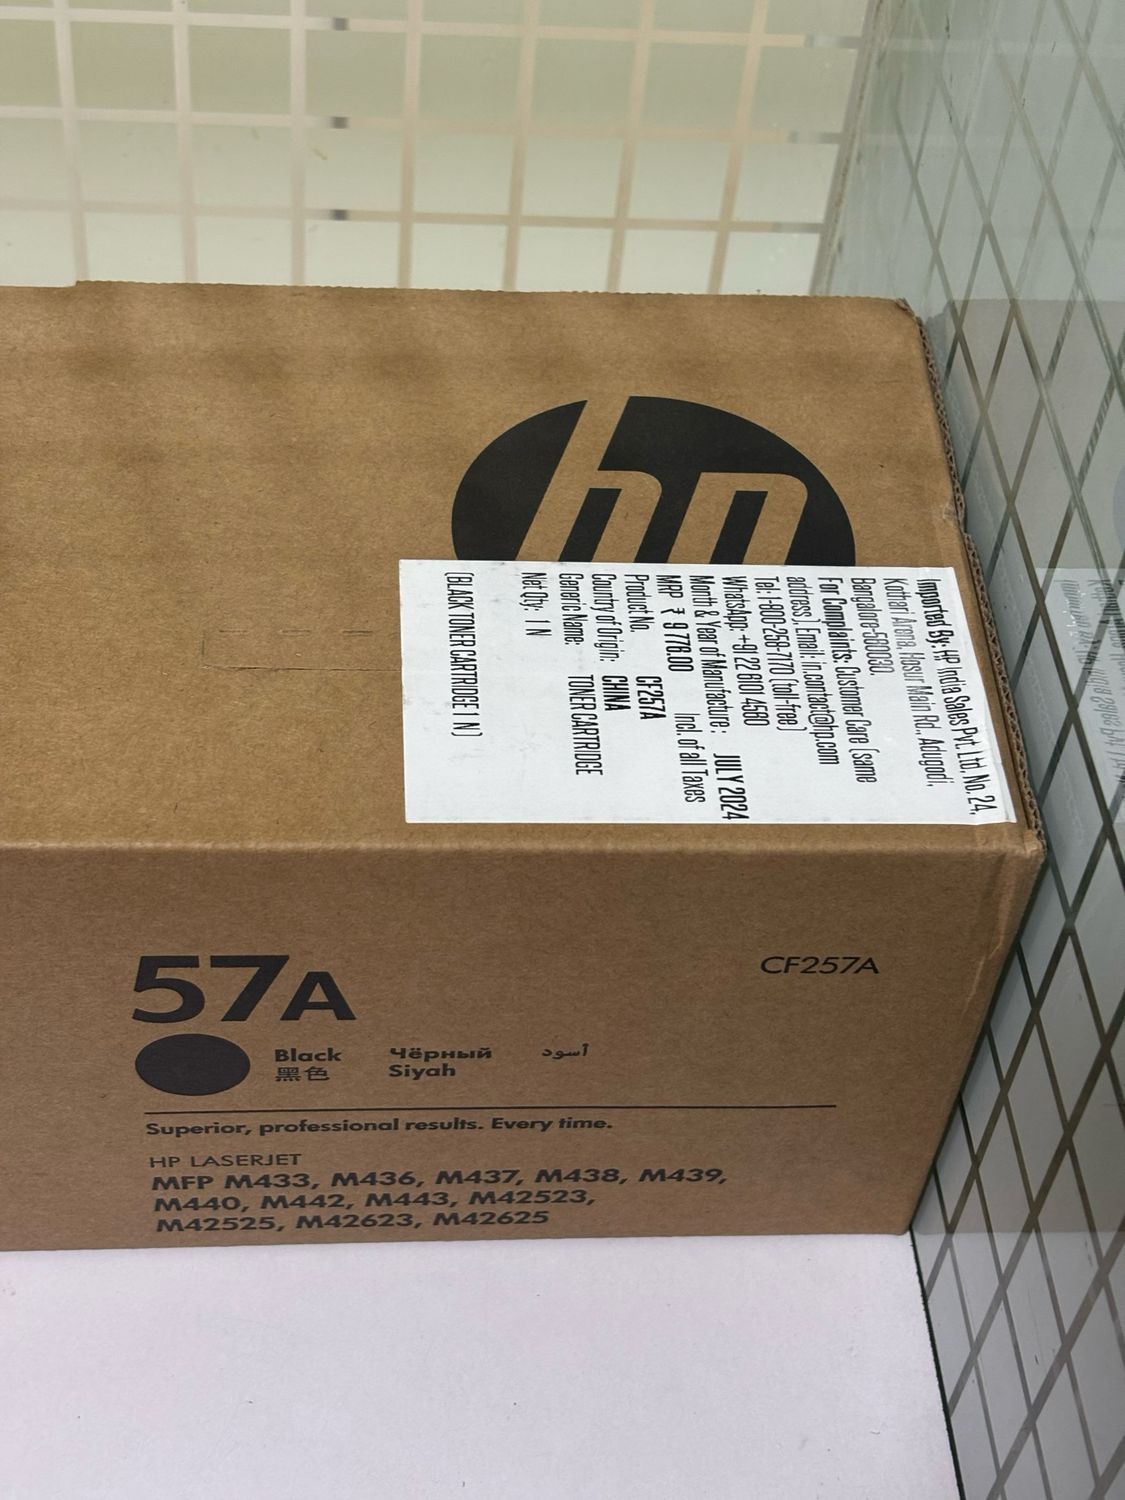 hp
Imported By: HP India Sales Pvt. Ltd, No. 24,
Kothari Arena, Hosur Main Rd., Adugodi,
Bangalore-560030.
For Complaints: Customer Care (same
address), Email: in.contact@hp.com
Tel: 1-800-258-7170 (toll-free)
WhatsApp: +91 22 6101 4560
Month & Year of Manufacture: JULY 2024
MRP ₹ 9776.00 Incl. of all Taxes
Product No. CF257A
Country of Origin: CHINA
Generic Name: TONER CARTRIDGE
Net Qty: 1 N
(BLACK TONER CARTRIDGE 1 N)
57A
CF257A
Black Чёрный أسود
黑色 Siyah
Superior, professional results. Every time.
HP LASERJET
MFP M433, M436, M437, M438, M439,
M440, M442, M443, M42523,
M42525, M42623, M42625